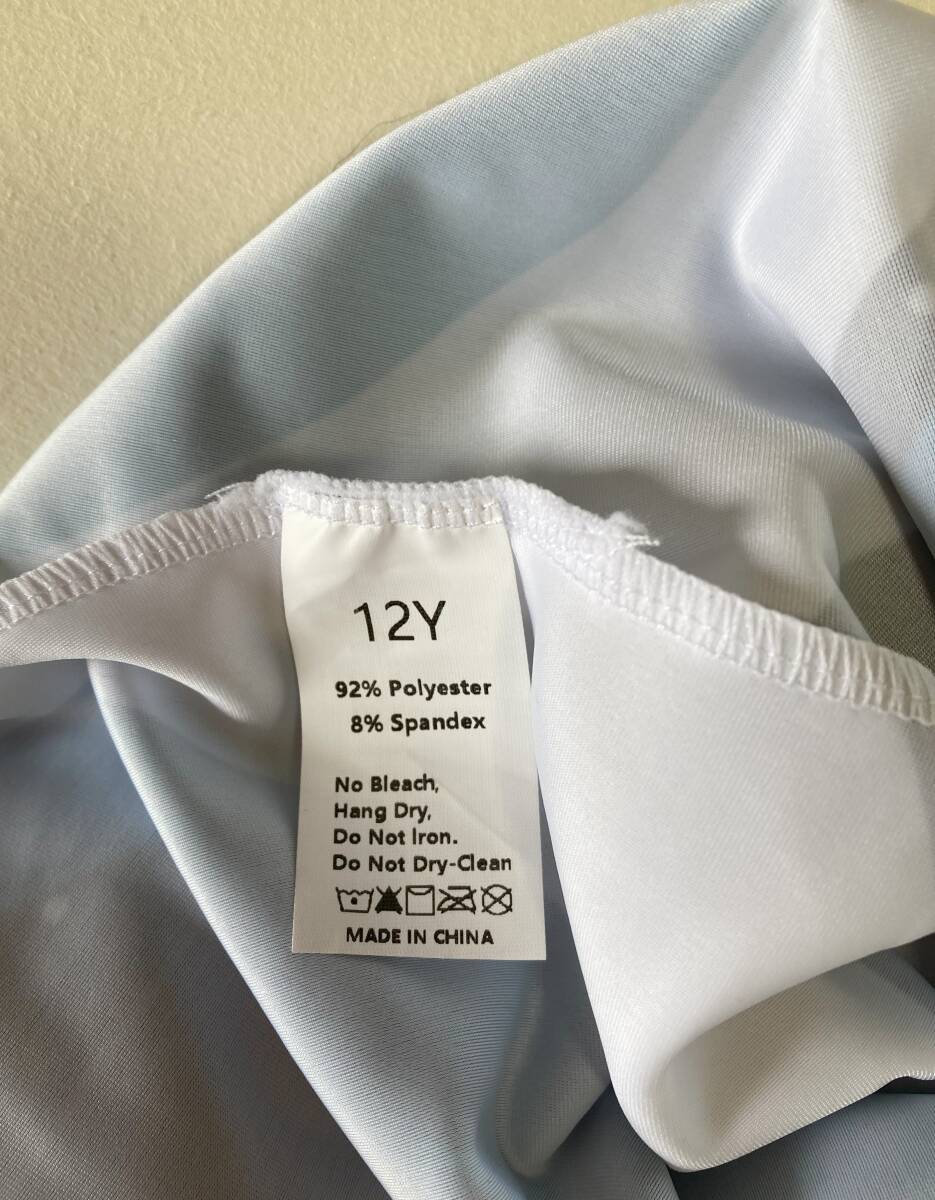 12Y
92% Polyester
8% Spandex
No Bleach,
Hang Dry,
Do Not Iron.
Do Not Dry-Clean
MADE IN CHINA